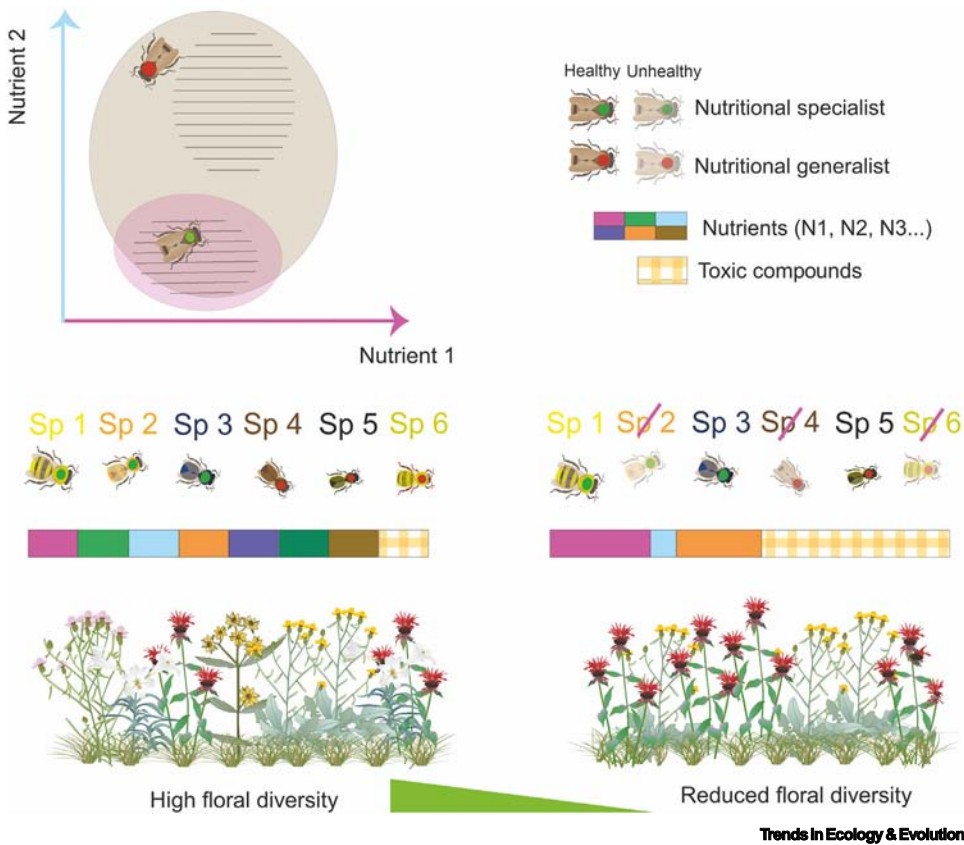 Nutrient 2
Nutrient 1
Healthy Unhealthy
Nutritional specialist
Nutritional generalist
Nutrients (N1, N2, N3...)
Toxic compounds
Sp 1 Sp 2 Sp 3 Sp 4 Sp 5 Sp 6
Sp 1 Sp 2 Sp 3 Sp 4 Sp 5 Sp 6
High floral diversity
Reduced floral diversity
Trends in Ecology & Evolution